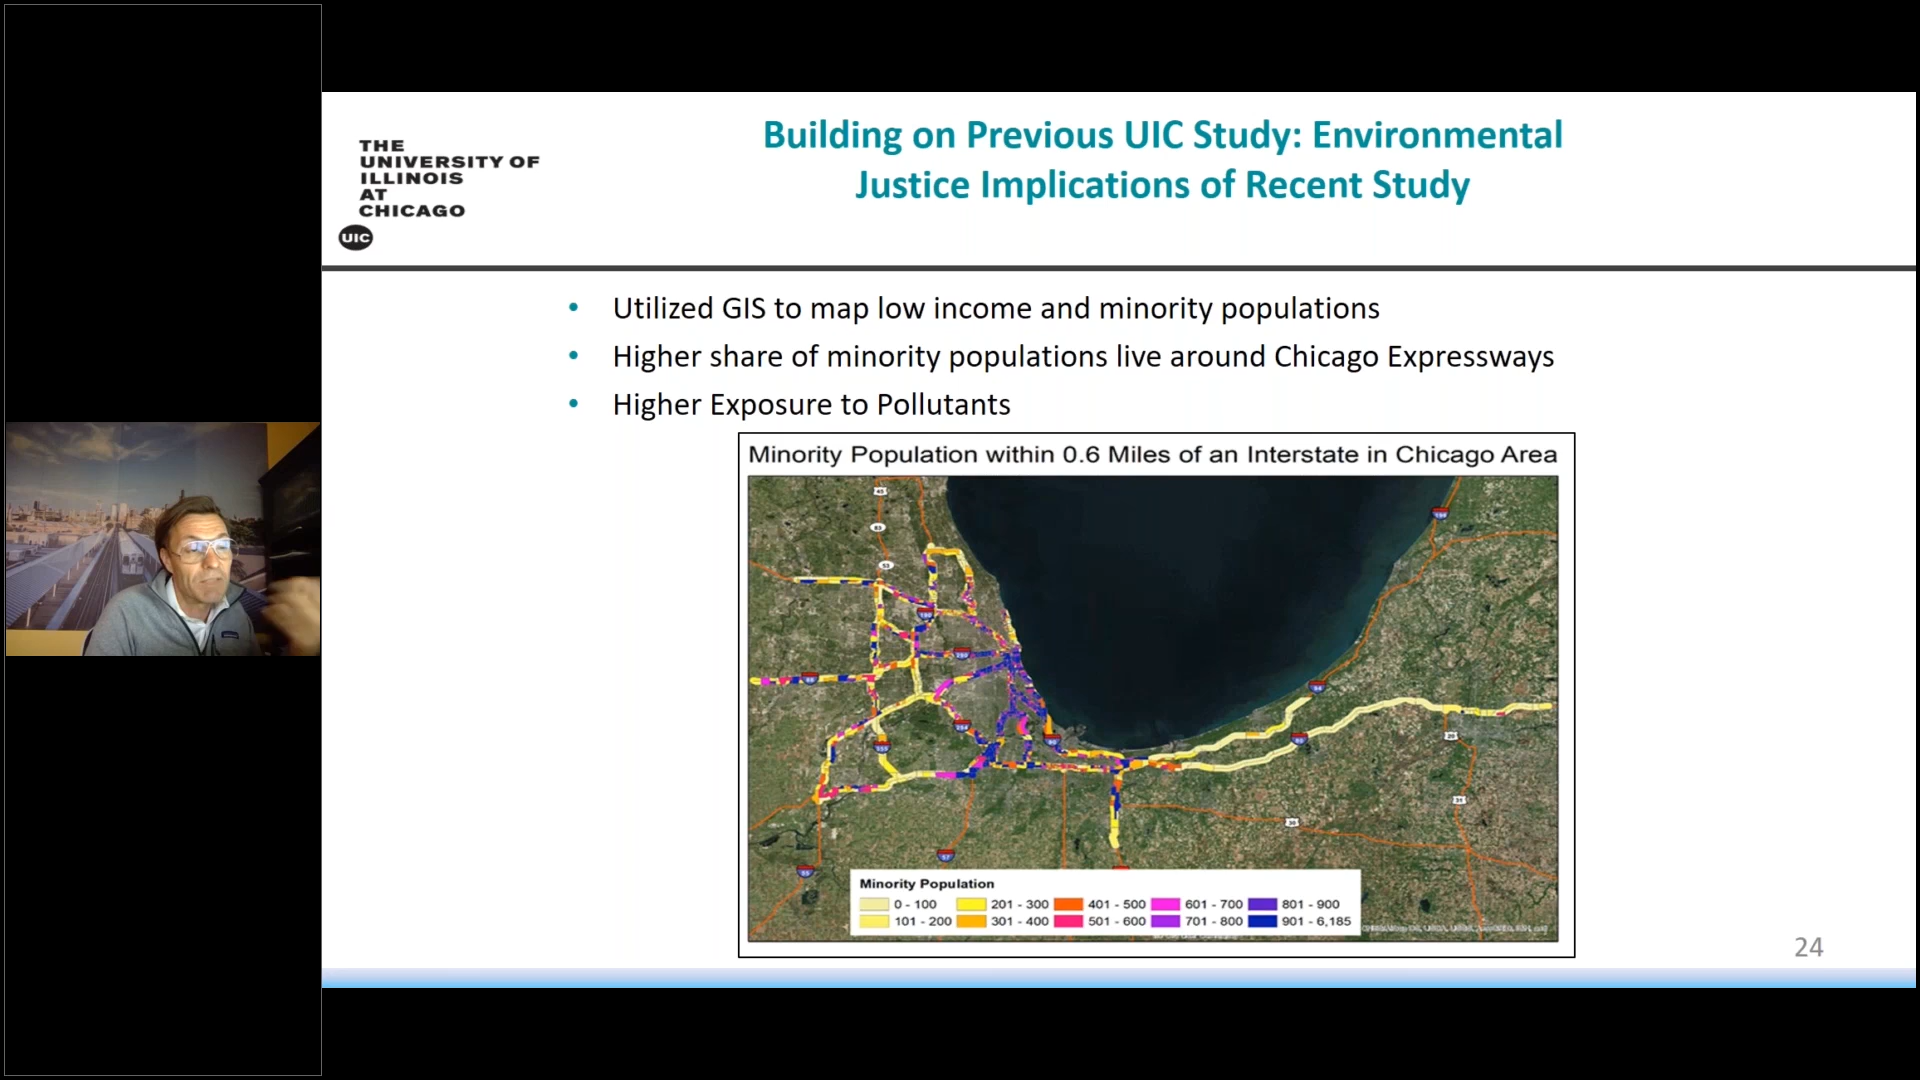 THE
UNIVERSITY OF
ILLINOIS
AT
CHICAGO
UIC
Building on Previous UIC Study: Environmental
Justice Implications of Recent Study
• Utilized GIS to map low income and minority populations
• Higher share of minority populations live around Chicago Expressways
• Higher Exposure to Pollutants
Minority Population within 0.6 Miles of an Interstate in Chicago Area
Minority Population
0 - 100 201 - 300 401 - 500 601 - 700 801 - 900
101 - 200 301 - 400 501 - 600 701 - 800 901 - 6,185
24